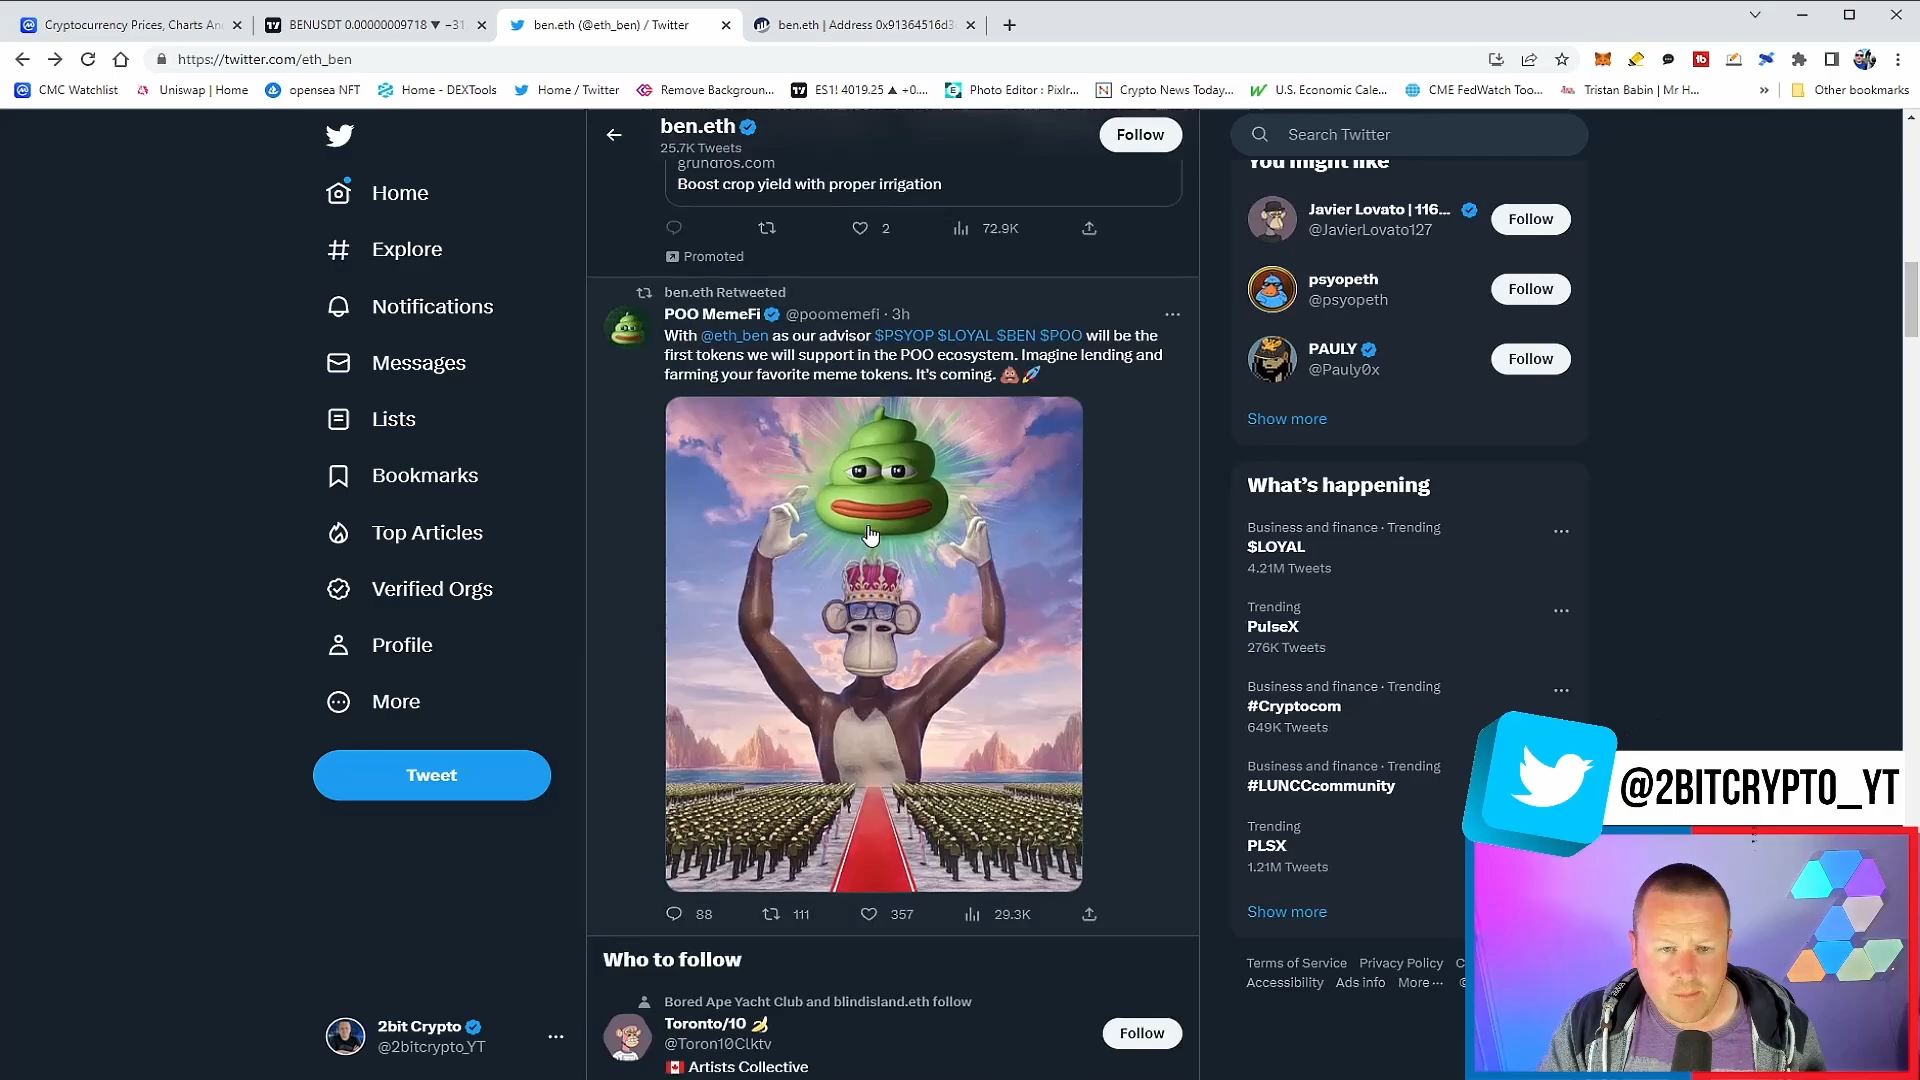 Cryptocurrency Prices, Charts An
BENUSDT 0.00000009718 ▼ −31
ben.eth (@eth_ben) / Twitter
ben.eth | Address 0x91364516d3
https://twitter.com/eth_ben
CMC Watchlist
Uniswap | Home
opensea NFT
Home - DEXTools
Home / Twitter
Remove Backgroun...
ES1! 4019.25 ▲ +0....
Photo Editor : Pixlr...
Crypto News Today...
U.S. Economic Cale...
CME FedWatch Too...
Tristan Babin | Mr H...
Other bookmarks
Home
Explore
Notifications
Messages
Lists
Bookmarks
Top Articles
Verified Orgs
Profile
More
Tweet
2bit Crypto
@2bitcrypto_YT
ben.eth
25.7K Tweets
Follow
grundfos.com
Boost crop yield with proper irrigation
2
72.9K
Promoted
ben.eth Retweeted
POO MemeFi @poomemefi · 3h
With @eth_ben as our advisor $PSYOP $LOYAL $BEN $POO will be the
first tokens we will support in the POO ecosystem. Imagine lending and
farming your favorite meme tokens. It's coming. 💩🚀
88
111
357
29.3K
Who to follow
Bored Ape Yacht Club and blindisland.eth follow
Toronto/10 🍌
@Toron10Clktv
Follow
🇨🇦 Artists Collective
Search Twitter
You might like
Javier Lovato | 116...
@JavierLovato127
Follow
psyopeth
@psyopeth
Follow
PAULY
@Pauly0x
Follow
Show more
What's happening
Business and finance · Trending
$LOYAL
4.21M Tweets
Trending
PulseX
276K Tweets
Business and finance · Trending
#Cryptocom
649K Tweets
Business and finance · Trending
#LUNCCcommunity
Trending
PLSX
1.21M Tweets
Show more
Terms of Service Privacy Policy C
Accessibility Ads info More ···
@2BITCRYPTO_YT